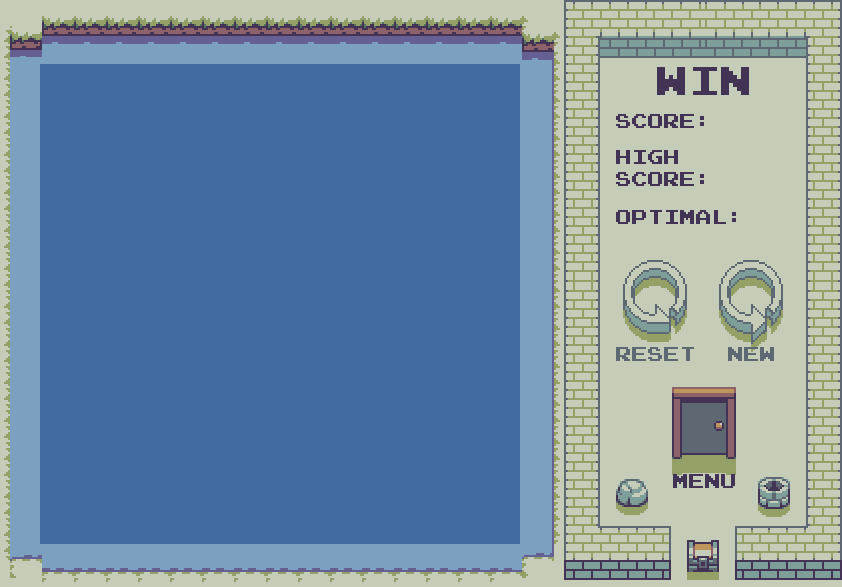 WIN
SCORE:
HIGH
SCORE:
OPTIMAL:
RESET NEW
MENU